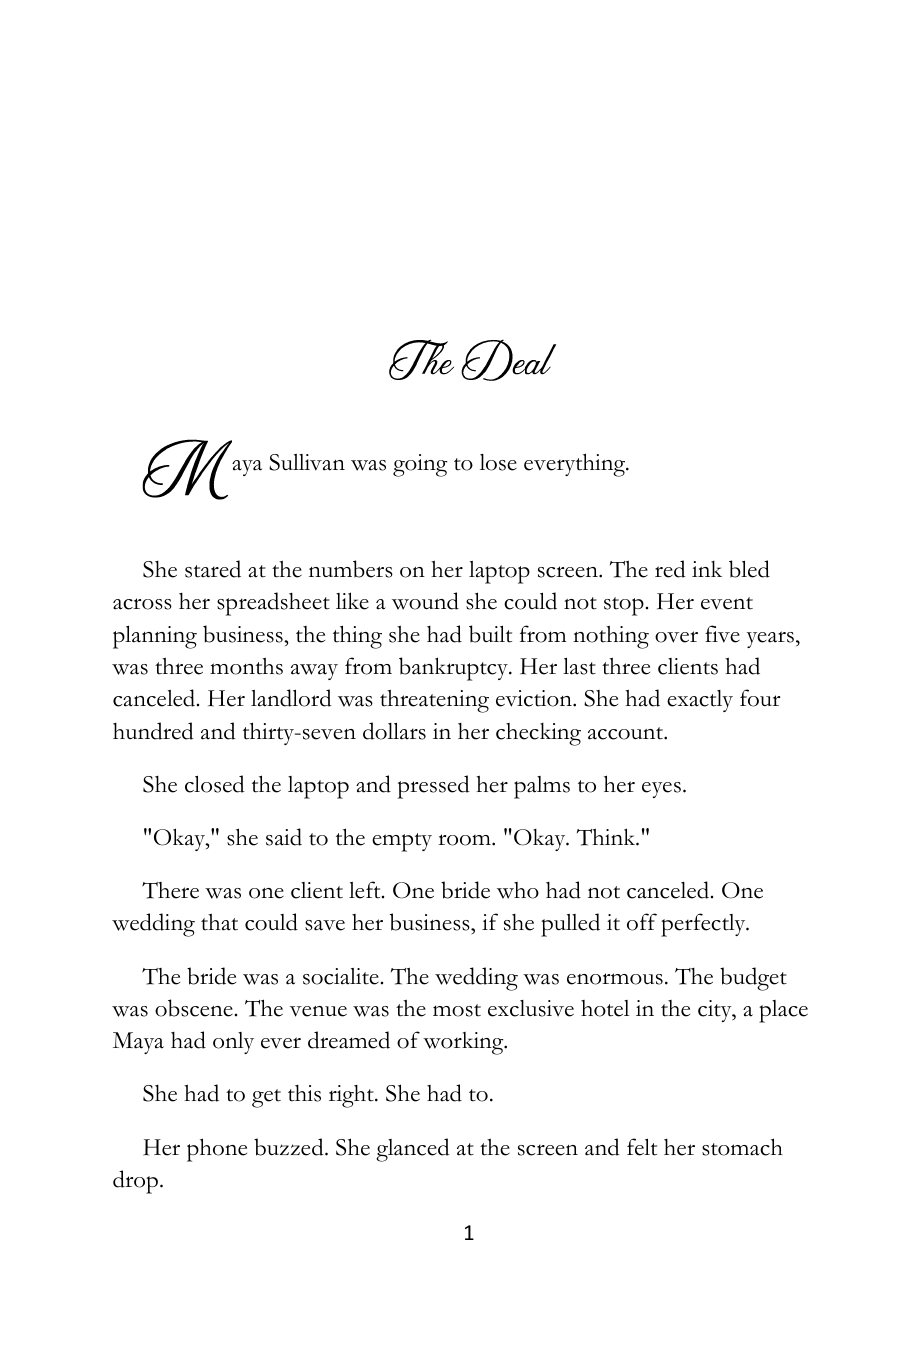 The Deal
Maya Sullivan was going to lose everything.
She stared at the numbers on her laptop screen. The red ink bled
across her spreadsheet like a wound she could not stop. Her event
planning business, the thing she had built from nothing over five years,
was three months away from bankruptcy. Her last three clients had
canceled. Her landlord was threatening eviction. She had exactly four
hundred and thirty-seven dollars in her checking account.
She closed the laptop and pressed her palms to her eyes.
"Okay," she said to the empty room. "Okay. Think."
There was one client left. One bride who had not canceled. One
wedding that could save her business, if she pulled it off perfectly.
The bride was a socialite. The wedding was enormous. The budget
was obscene. The venue was the most exclusive hotel in the city, a place
Maya had only ever dreamed of working.
She had to get this right. She had to.
Her phone buzzed. She glanced at the screen and felt her stomach
drop.
1